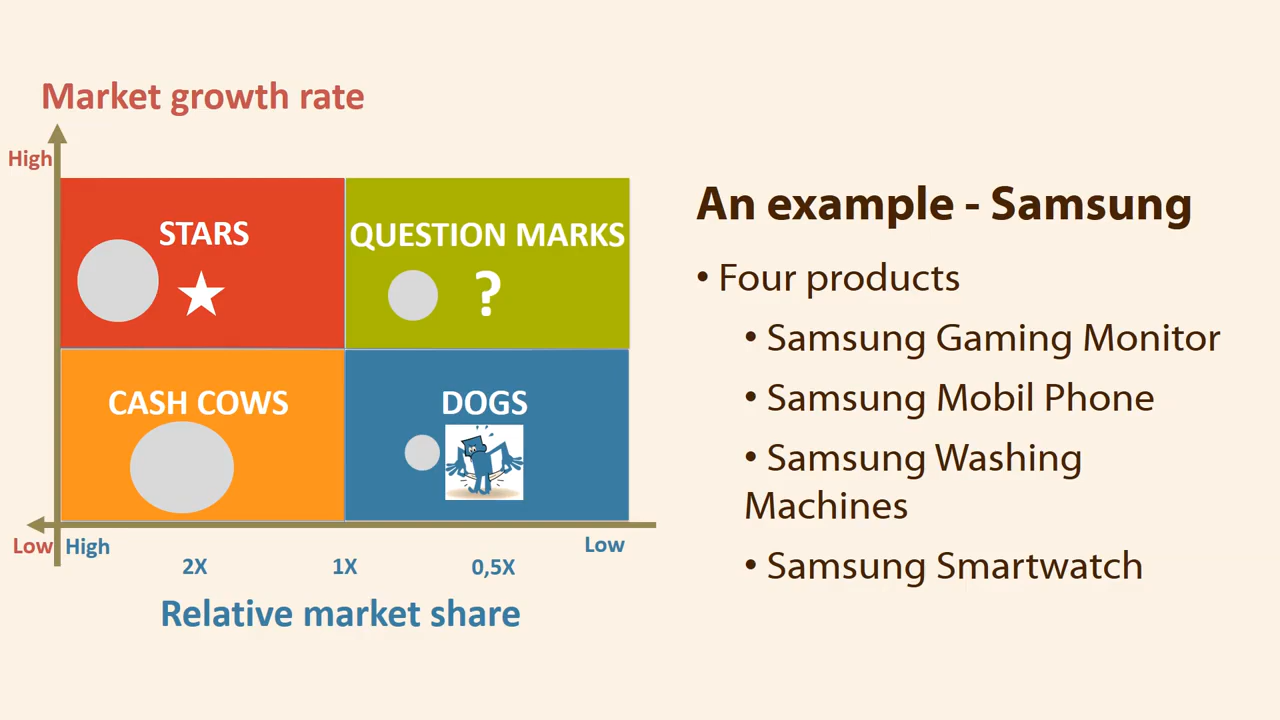 Market growth rate
High
STARS
QUESTION MARKS
?
CASH COWS
DOGS
Low
High
Low
2X
1X
0,5X
Relative market share
An example - Samsung
• Four products
• Samsung Gaming Monitor
• Samsung Mobil Phone
• Samsung Washing
Machines
• Samsung Smartwatch